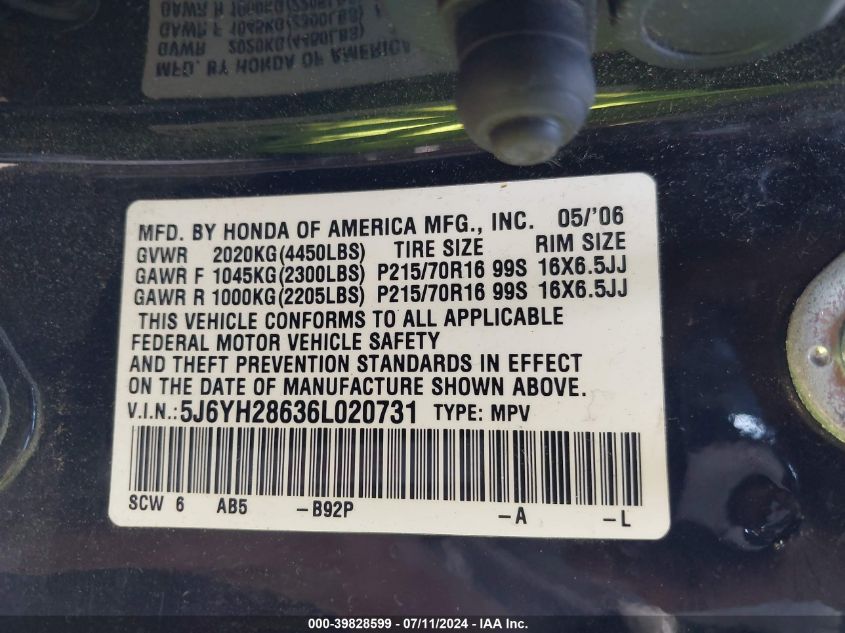 MFD. BY HONDA OF AMERICA MFG., INC. 05/'06
GVWR 2020KG(4450LBS) TIRE SIZE RIM SIZE
GAWR F 1045KG(2300LBS) P215/70R16 99S 16X6.5JJ
GAWR R 1000KG(2205LBS) P215/70R16 99S 16X6.5JJ
THIS VEHICLE CONFORMS TO ALL APPLICABLE
FEDERAL MOTOR VEHICLE SAFETY
AND THEFT PREVENTION STANDARDS IN EFFECT
ON THE DATE OF MANUFACTURE SHOWN ABOVE.
V.I.N.:5J6YH28636L020731 TYPE: MPV
SCW 6 AB5 -B92P -A -L
000-39828599 - 07/11/2024 - IAA Inc.